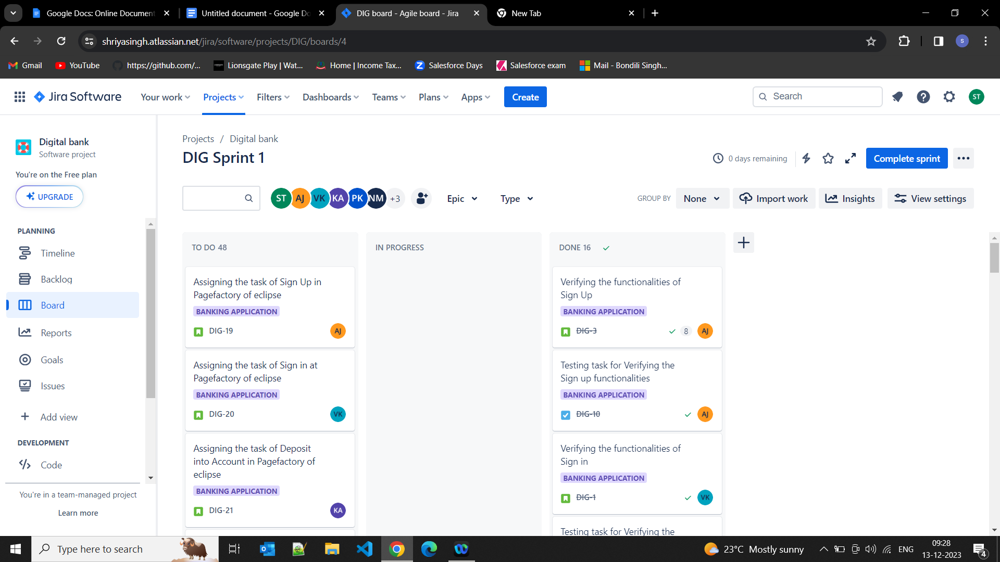 Google Docs: Online Document
Untitled document - Google Do
DIG board - Agile board - Jira
New Tab
shriyasingh.atlassian.net/jira/software/projects/DIG/boards/4
S
Gmail
YouTube
https://github.com/...
Lionsgate Play | Wat...
Home | Income Tax...
Salesforce Days
Salesforce exam
Mail - Bondili Singh...
Jira Software
Your work
Projects
Filters
Dashboards
Teams
Plans
Apps
Create
Search
ST
Digital bank
Software project
You're on the Free plan
UPGRADE
PLANNING
Timeline
Backlog
Board
Reports
Goals
Issues
Add view
DEVELOPMENT
Code
You're in a team-managed project
Learn more
Projects / Digital bank
DIG Sprint 1
0 days remaining
Complete sprint
ST AJ VK KA PK NM +3
Epic
Type
GROUP BY
None
Import work
Insights
View settings
TO DO 48
Assigning the task of Sign Up in
Pagefactory of eclipse
BANKING APPLICATION
DIG-19
AJ
Assigning the task of Sign in at
Pagefactory of eclipse
BANKING APPLICATION
DIG-20
VK
Assigning the task of Deposit
into Account in Pagefactory of
eclipse
BANKING APPLICATION
DIG-21
KA
IN PROGRESS
DONE 16
Verifying the functionalities of
Sign Up
BANKING APPLICATION
DIG-3
8
AJ
Testing task for Verifying the
Sign up functionalities
BANKING APPLICATION
DIG-10
AJ
Verifying the functionalities of
Sign in
BANKING APPLICATION
DIG-1
VK
Testing task for Verifying the
Type here to search
23°C Mostly sunny
ENG
09:28
13-12-2023
4